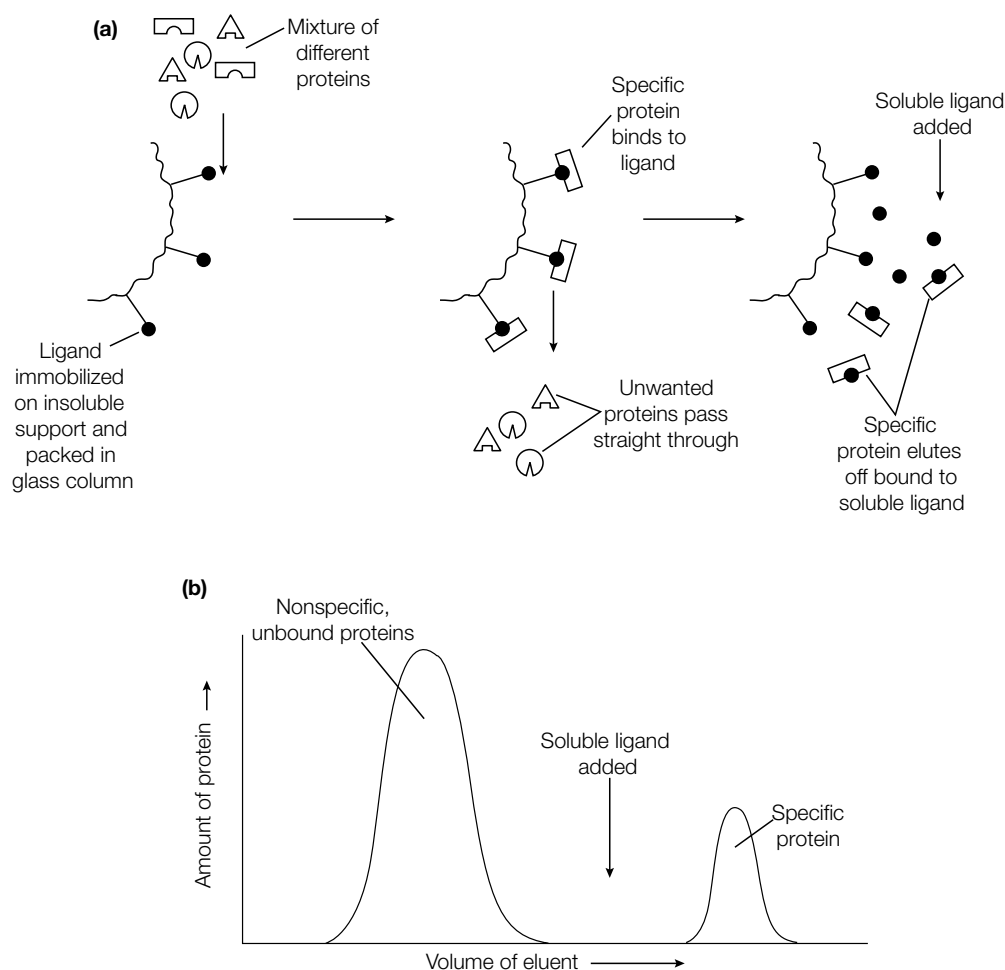 (a)
Mixture of
different
proteins
Ligand
immobilized
on insoluble
support and
packed in
glass column
Specific
protein
binds to
ligand
Unwanted
proteins pass
straight through
Soluble ligand
added
Specific
protein elutes
off bound to
soluble ligand
(b)
Nonspecific,
unbound proteins
Amount of protein
Soluble ligand
added
Specific
protein
Volume of eluent